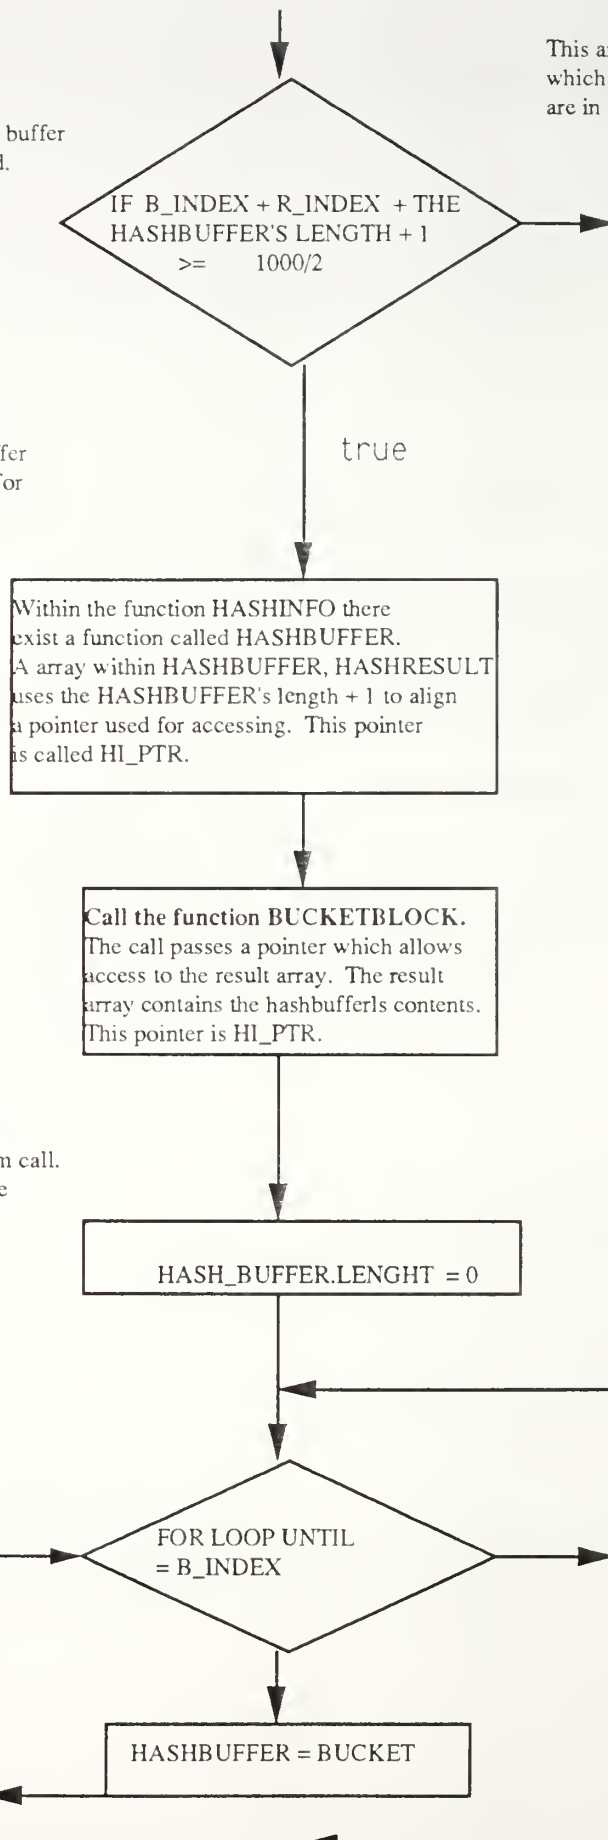 This a
which
are in
buffer
d.
IF B_INDEX + R_INDEX + THE
HASHBUFFER'S LENGTH + 1
>= 1000/2
true
fer
for
Within the function HASHINFO there
exist a function called HASHBUFFER.
A array within HASHBUFFER, HASHRESULT
uses the HASHBUFFER's length + 1 to align
a pointer used for accessing. This pointer
is called HI_PTR.
Call the function BUCKETBLOCK.
The call passes a pointer which allows
access to the result array. The result
array contains the hashbufferls contents.
This pointer is HI_PTR.
m call.
e
HASH_BUFFER.LENGHT = 0
FOR LOOP UNTIL
= B_INDEX
HASHBUFFER = BUCKET